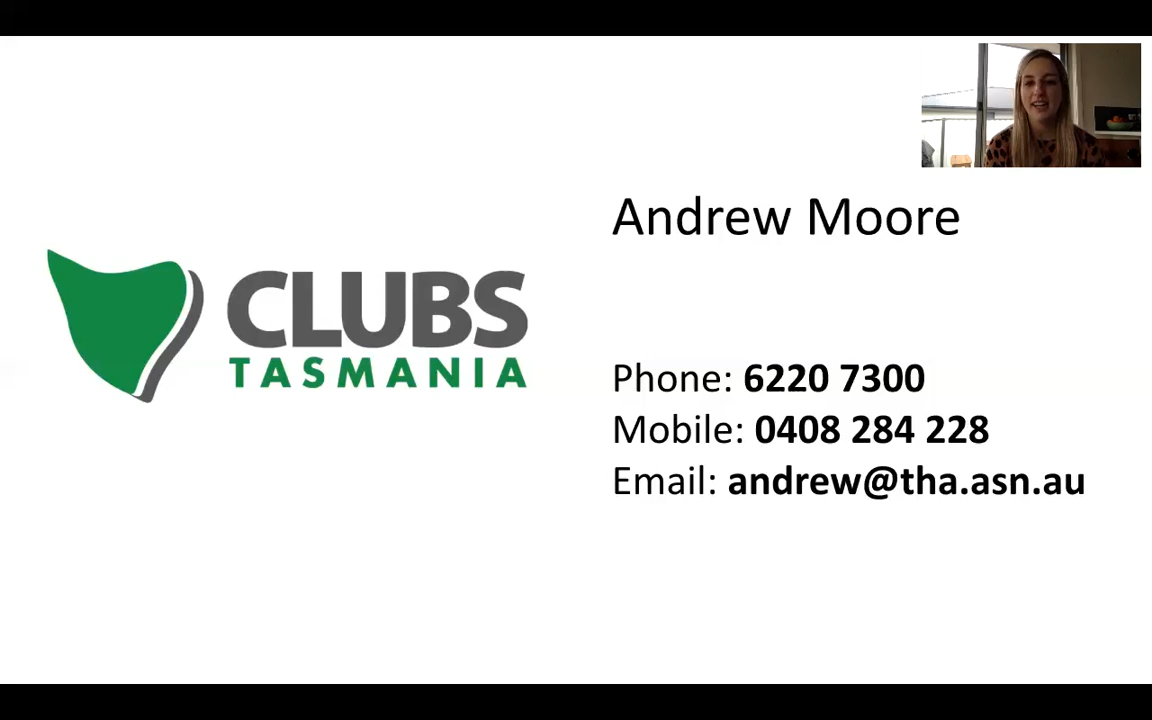 Andrew Moore
CLUBS
TASMANIA
Phone: 6220 7300
Mobile: 0408 284 228
Email: andrew@tha.asn.au